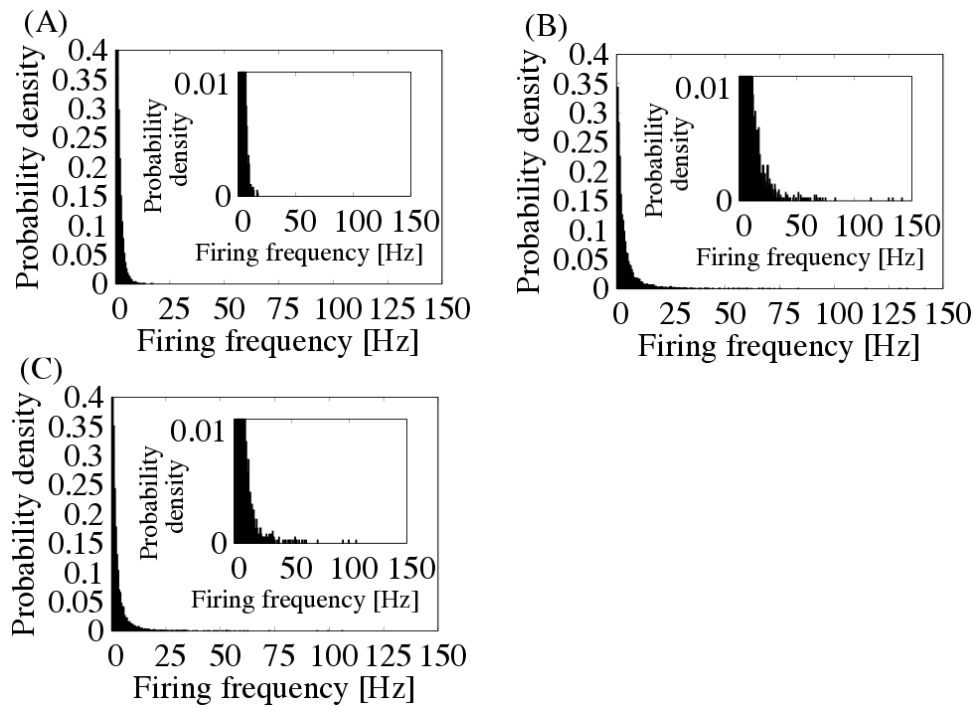 (A)
Probability density
0.4
0.35
0.3
0.25
0.2
0.15
0.1
0.05
0
0 25 50 75 100 125 150
Firing frequency [Hz]
Probability
density
0.01
0
0 50 100 150
Firing frequency [Hz]
(B)
Probability density
0.4
0.35
0.3
0.25
0.2
0.15
0.1
0.05
0
0 25 50 75 100 125 150
Firing frequency [Hz]
Probability
density
0.01
0
0 50 100 150
Firing frequency [Hz]
(C)
Probability density
0.4
0.35
0.3
0.25
0.2
0.15
0.1
0.05
0
0 25 50 75 100 125 150
Firing frequency [Hz]
Probability
density
0.01
0
0 50 100 150
Firing frequency [Hz]